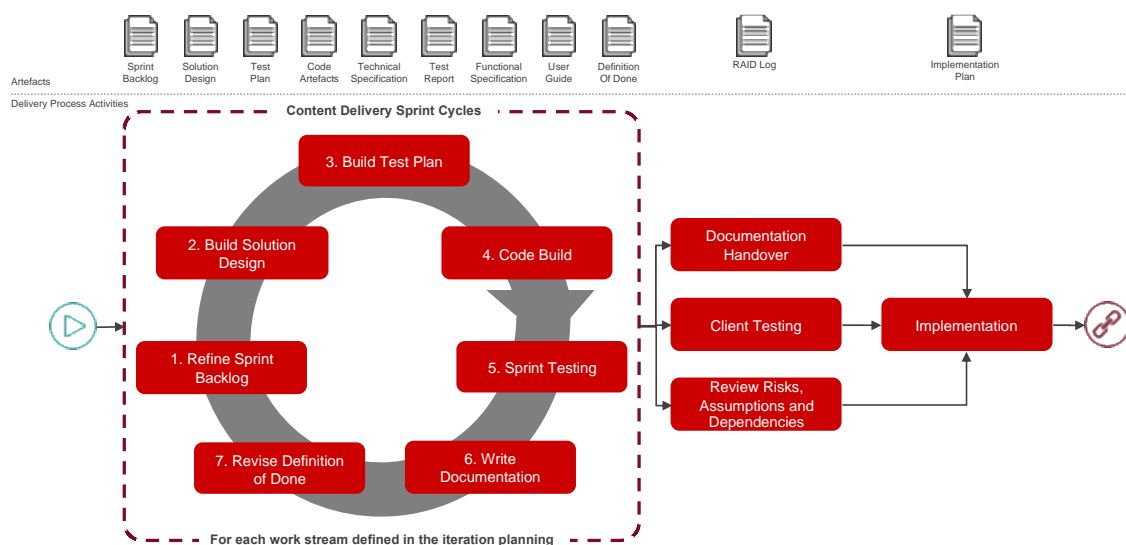 Sprint
Backlog
Solution
Design
Test
Plan
Code
Artefacts
Technical
Specification
Test
Report
Functional
Specification
User
Guide
Definition
Of Done
RAID Log
Implementation
Plan
Artefacts
Delivery Process Activities
Content Delivery Sprint Cycles
3. Build Test Plan
2. Build Solution
Design
4. Code Build
1. Refine Sprint
Backlog
5. Sprint Testing
7. Revise Definition
of Done
6. Write
Documentation
For each work stream defined in the iteration planning
Documentation
Handover
Client Testing
Implementation
Review Risks,
Assumptions and
Dependencies